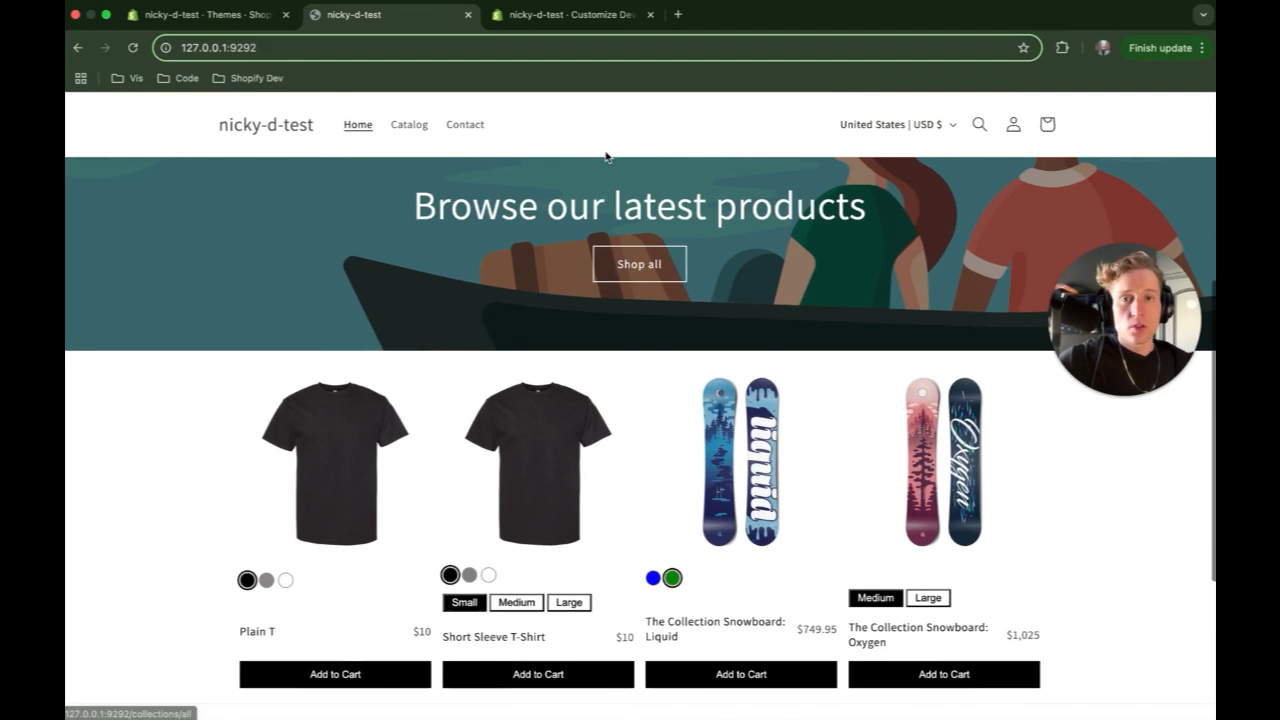 nicky-d-test · Themes · Shop
nicky-d-test
nicky-d-test · Customize Dev
127.0.0.1:9292
Finish update
Vis
Code
Shopify Dev
nicky-d-test
Home
Catalog
Contact
United States | USD $
Browse our latest products
Shop all
liquid
Oxygen
Small
Medium
Large
Medium
Large
Plain T
$10
Short Sleeve T-Shirt
$10
The Collection Snowboard:
Liquid
$749.95
The Collection Snowboard:
Oxygen
$1,025
Add to Cart
Add to Cart
Add to Cart
Add to Cart
127.0.0.1:9292/collections/all